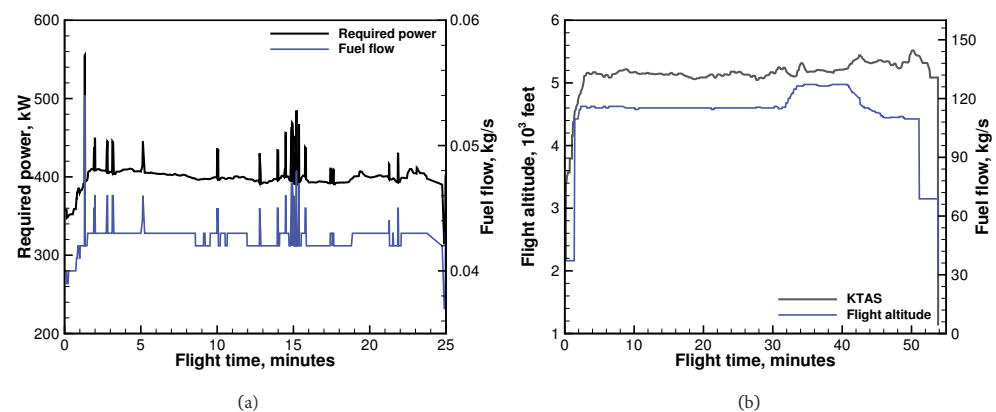 600
500
400
300
200
Required power, kW
0.06
0.05
0.04
Fuel flow, kg/s
Required power
Fuel flow
0 5 10 15 20 25
Flight time, minutes
(a)
6
5
4
3
2
1
Flight altitude, 10³ feet
150
120
90
60
30
0
Fuel flow, kg/s
KTAS
Flight altitude
0 10 20 30 40 50
Flight time, minutes
(b)